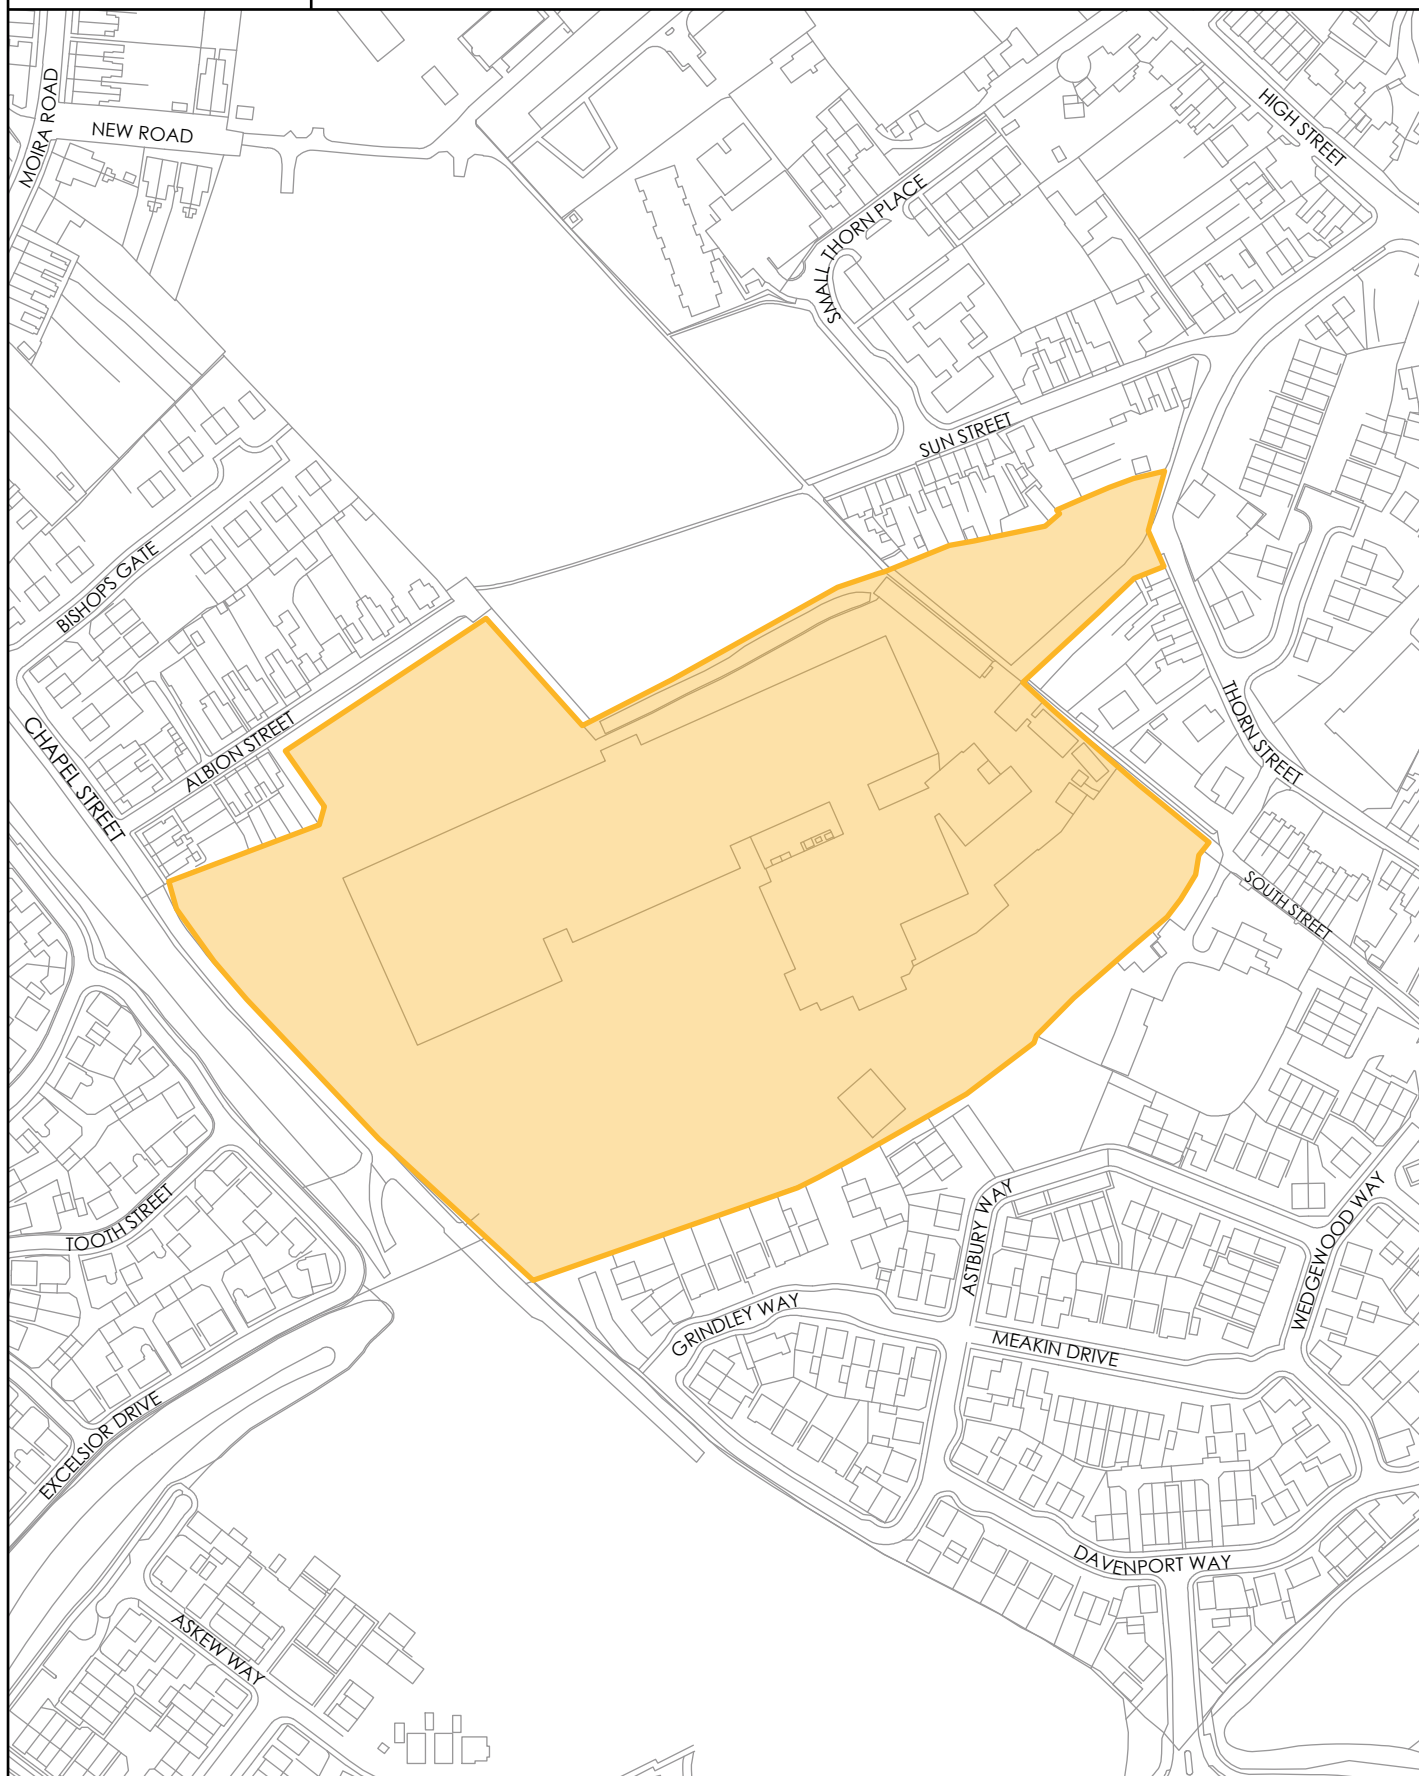 MOIRA ROAD
NEW ROAD
HIGH STREET
SMALL THORN PLACE
SUN STREET
BISHOPS GATE
CHAPEL STREET
ALBION STREET
THORN STREET
SOUTH STREET
TOOTH STREET
ASTBURY WAY
WEDGEWOOD WAY
GRINDLEY WAY
MEAKIN DRIVE
EXCELSIOR DRIVE
DAVENPORT WAY
ASKEW WAY